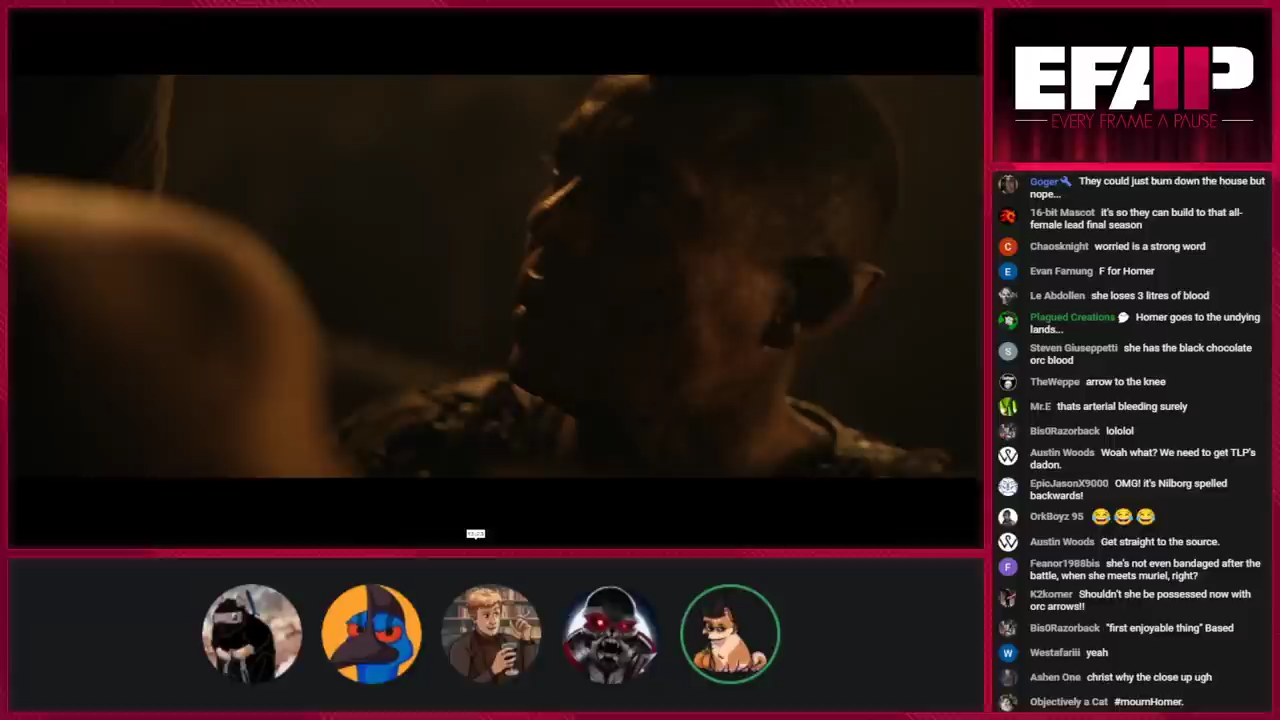 EFAP
EVERY FRAME A PAUSE
Goger They could just burn down the house but
nope...
16-bit Mascot it's so they can build to that all-
female lead final season
Chaosknight worried is a strong word
Evan Farnung F for Homer
Le Abdollen she loses 3 litres of blood
Plagued Creations Homer goes to the undying
lands...
Steven Giuseppetti she has the black chocolate
orc blood
TheWeppe arrow to the knee
Mr.E thats arterial bleeding surely
Bis0Razorback lololol
Austin Woods Woah what? We need to get TLP's
dadon.
EpicJasonX9000 OMG! it's Nilborg spelled
backwards!
OrkBoyz 95 😂😂😂
Austin Woods Get straight to the source.
Feanor1988bis she's not even bandaged after the
battle, when she meets muriel, right?
K2korner Shouldn't she be possessed now with
orc arrows!!
Bis0Razorback "first enjoyable thing" Based
Westafariii yeah
Ashen One christ why the close up ugh
Objectively a Cat #mournHomer.